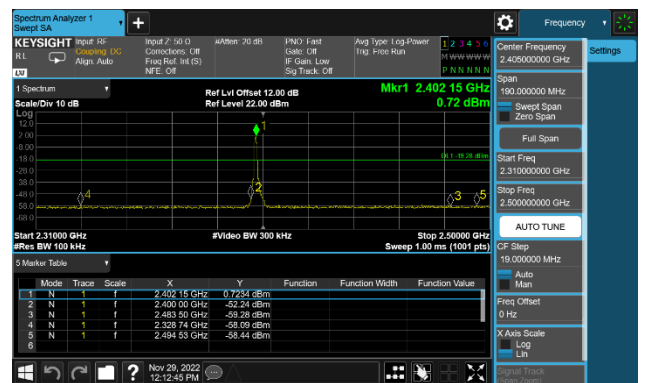 Spectrum Analyzer 1
Swept SA
Frequency
KEYSIGHT
RL
Input: RF
Coupling: DC
Align: Auto
Input Z: 50 Ω
Corrections: Off
Freq Ref: Int (S)
NFE: Off
#Atten: 20 dB
PNO: Fast
Gate: Off
IF Gain: Low
Sig Track: Off
Avg Type: Log-Power
Trig: Free Run
1 2 3 4 5 6
M W W W W W
P N N N N N
LW
1 Spectrum
Scale/Div 10 dB
Ref Lvl Offset 12.00 dB
Ref Level 22.00 dBm
Mkr1 2.402 15 GHz
0.72 dBm
Log
12.0
2.00
-8.00
-18.0
-28.0
-38.0
-48.0
-58.0
-68.0
1
2
3
4
5
DL1 -19.28 dBm
Start 2.31000 GHz
#Res BW 100 kHz
#Video BW 300 kHz
Stop 2.50000 GHz
Sweep 1.00 ms (1001 pts)
5 Marker Table
Mode Trace Scale X Y Function Function Width Function Value
1 N 1 f 2.402 15 GHz 0.7234 dBm
2 N 1 f 2.400 00 GHz -52.24 dBm
3 N 1 f 2.483 50 GHz -59.28 dBm
4 N 1 f 2.328 74 GHz -58.09 dBm
5 N 1 f 2.494 53 GHz -58.44 dBm
6
Nov 29, 2022
12:12:45 PM
Center Frequency
2.405000000 GHz
Settings
Span
190.000000 MHz
Swept Span
Zero Span
Full Span
Start Freq
2.310000000 GHz
Stop Freq
2.500000000 GHz
AUTO TUNE
CF Step
19.000000 MHz
Auto
Man
Freq Offset
0 Hz
X Axis Scale
Log
Lin
Signal Track
(Span Zoom)